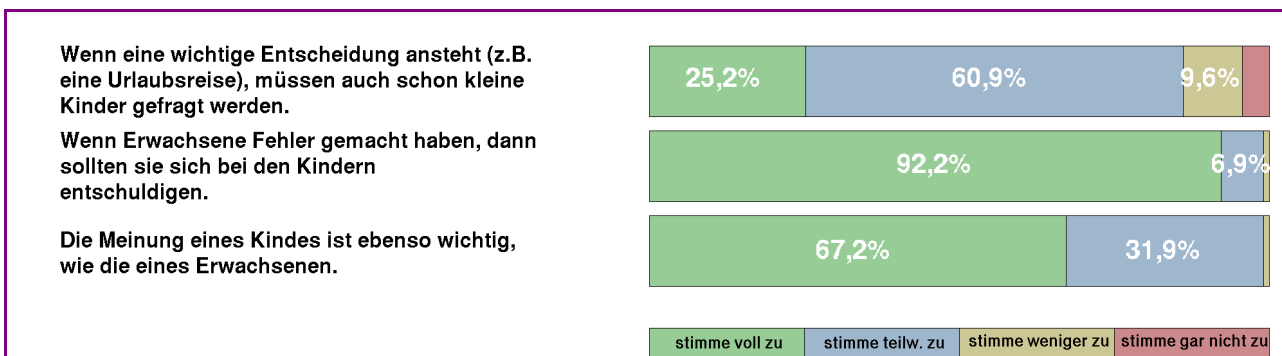 Wenn eine wichtige Entscheidung ansteht (z.B.
eine Urlaubsreise), müssen auch schon kleine
Kinder gefragt werden.
25,2% 60,9% 9,6%
Wenn Erwachsene Fehler gemacht haben, dann
sollten sie sich bei den Kindern
entschuldigen.
92,2% 6,9%
Die Meinung eines Kindes ist ebenso wichtig,
wie die eines Erwachsenen.
67,2% 31,9%
stimme voll zu stimme teilw. zu stimme weniger zu stimme gar nicht zu